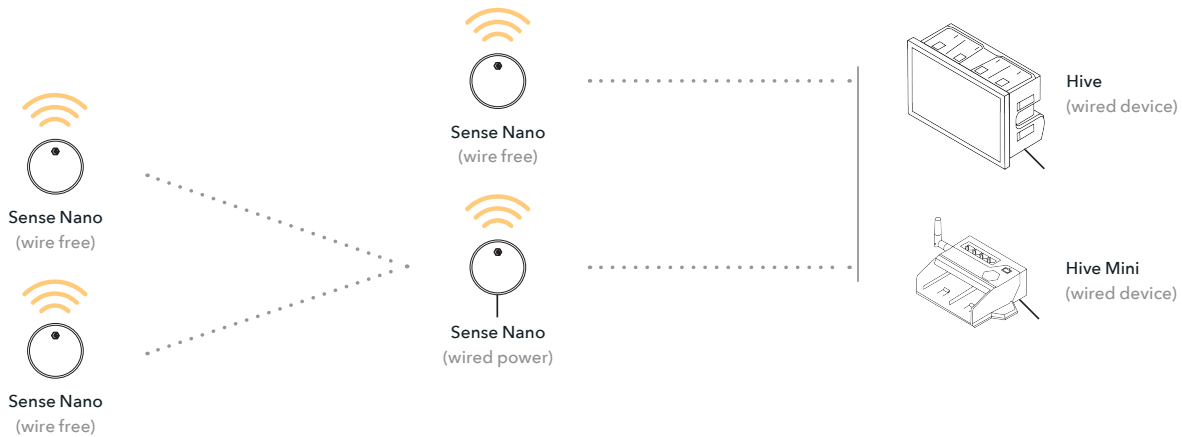 Sense Nano
(wire free)
Sense Nano
(wire free)
Sense Nano
(wire free)
Sense Nano
(wired power)
Hive
(wired device)
Hive Mini
(wired device)